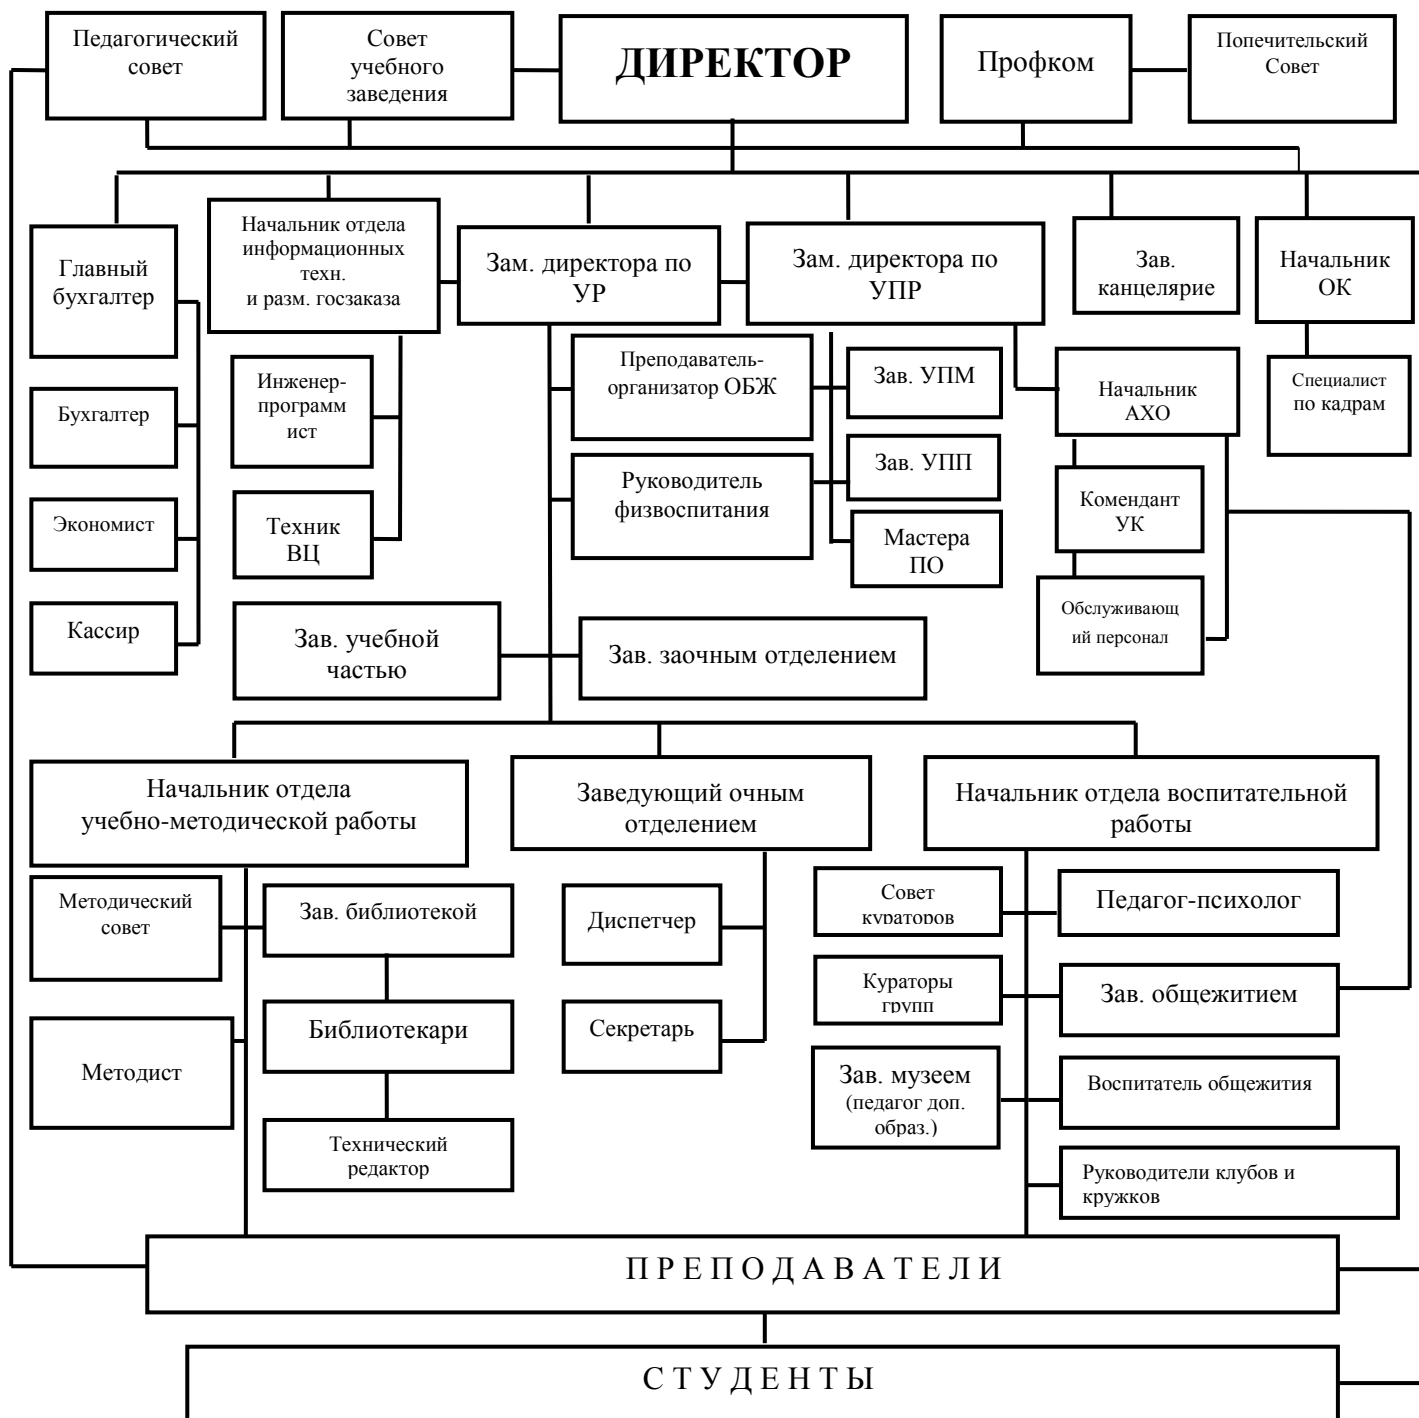 Педагогический
совет
Совет
учебного
заведения
ДИРЕКТОР
Профком
Попечительский
Совет
Главный
бухгалтер
Начальник отдела
информационных
техн.
и разм. госзаказа
Зам. директора по
УР
Зам. директора по
УПР
Зав.
канцелярие
Начальник
ОК
Бухгалтер
Инженер-
программ
ист
Преподаватель-
организатор ОБЖ
Зав. УПМ
Начальник
АХО
Специалист
по кадрам
Экономист
Техник
ВЦ
Руководитель
физвоспитания
Зав. УПП
Мастера
ПО
Комендант
УК
Кассир
Обслуживающ
ий персонал
Зав. учебной
частью
Зав. заочным отделением
Начальник отдела
учебно-методической работы
Заведующий очным
отделением
Начальник отдела воспитательной
работы
Методический
совет
Зав. библиотекой
Диспетчер
Совет
кураторов
Педагог-психолог
Методист
Библиотекари
Секретарь
Кураторы
групп
Зав. общежитием
Зав. музеем
(педагог доп.
образ.)
Воспитатель общежития
Технический
редактор
Руководители клубов и
кружков
П Р Е П О Д А В А Т Е Л И
С Т У Д Е Н Т Ы